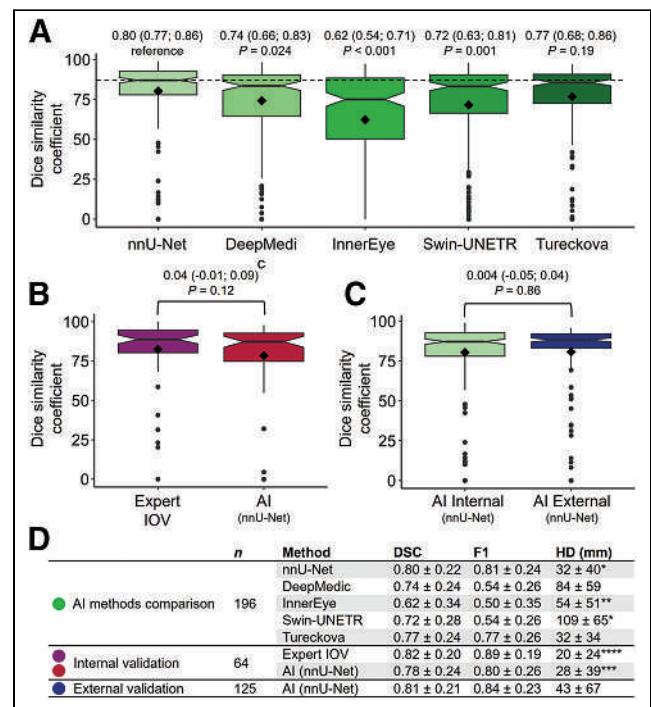 A
0.80 (0.77; 0.86) 0.74 (0.66; 0.83) 0.62 (0.54; 0.71) 0.72 (0.63; 0.81) 0.77 (0.68; 0.86)
reference P = 0.024 P < 0.001 P = 0.001 P = 0.19
Dice similarity
coefficient
100
75
50
25
0
nnU-Net DeepMedi InnerEye Swin-UNETR Tureckova
c
B
0.04 (-0.01; 0.09)
P = 0.12
Dice similarity
coefficient
100
75
50
25
0
Expert AI
IOV (nnU-Net)
C
0.004 (-0.05; 0.04)
P = 0.86
Dice similarity
coefficient
100
75
50
25
0
AI Internal AI External
(nnU-Net) (nnU-Net)
D
n Method DSC F1 HD (mm)
nnU-Net 0.80 ± 0.22 0.81 ± 0.24 32 ± 40*
DeepMedic 0.74 ± 0.24 0.54 ± 0.26 84 ± 59
AI methods comparison 196 InnerEye 0.62 ± 0.34 0.50 ± 0.35 54 ± 51**
Swin-UNETR 0.72 ± 0.28 0.54 ± 0.26 109 ± 65*
Tureckova 0.77 ± 0.24 0.77 ± 0.26 32 ± 34
Internal validation 64 Expert IOV 0.82 ± 0.20 0.89 ± 0.19 20 ± 24****
AI (nnU-Net) 0.78 ± 0.24 0.80 ± 0.26 28 ± 39***
External validation 125 AI (nnU-Net) 0.81 ± 0.21 0.84 ± 0.23 43 ± 67